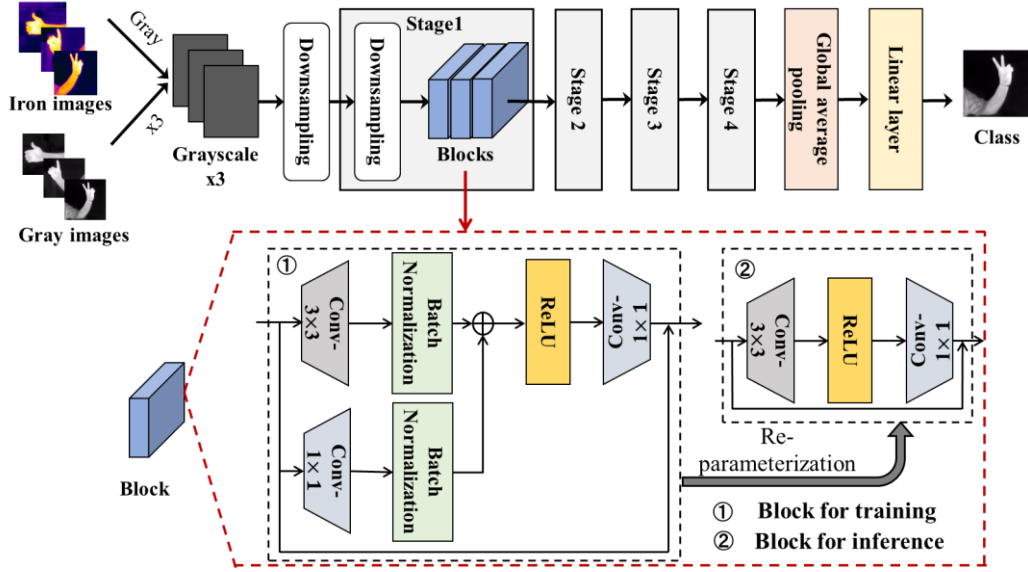 Iron images
Gray
x3
Gray images
Grayscale
x3
Downsampling
Stage1
Downsampling
Blocks
Stage 2
Stage 3
Stage 4
Global average
pooling
Linear layer
Class
Block
①
Conv-
3×3
Batch
Normalization
ReLU
Conv-
1×1
Conv-
1×1
Batch
Normalization
②
Conv-
3×3
ReLU
Conv-
1×1
Re-
parameterization
① Block for training
② Block for inference